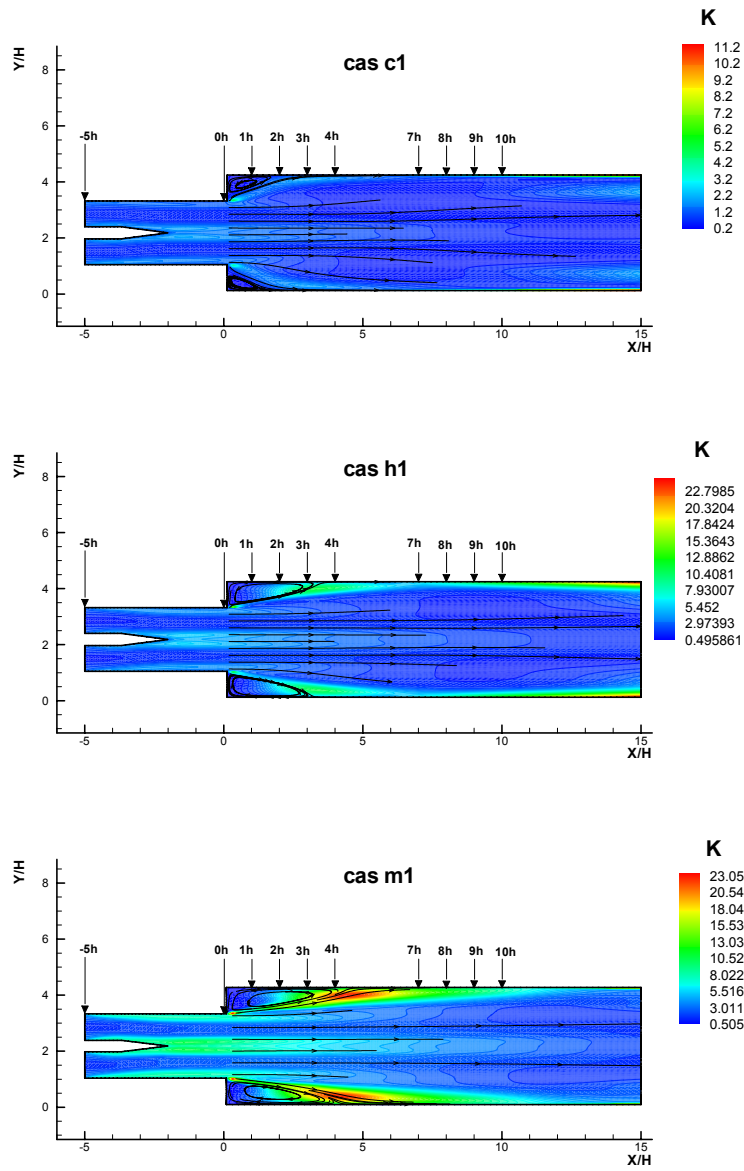 K
cas c1
Y/H
8
6
4
2
0
-5h
0h 1h 2h 3h 4h 7h 8h 9h 10h
11.2
10.2
9.2
8.2
7.2
6.2
5.2
4.2
3.2
2.2
1.2
0.2
-5 0 5 10 15
X/H
K
cas h1
Y/H
8
6
4
2
0
-5h
0h 1h 2h 3h 4h 7h 8h 9h 10h
22.7985
20.3204
17.8424
15.3643
12.8862
10.4081
7.93007
5.452
2.97393
0.495861
-5 0 5 10 15
X/H
K
cas m1
Y/H
8
6
4
2
0
-5h
0h 1h 2h 3h 4h 7h 8h 9h 10h
23.05
20.54
18.04
15.53
13.03
10.52
8.022
5.516
3.011
0.505
-5 0 5 10 15
X/H